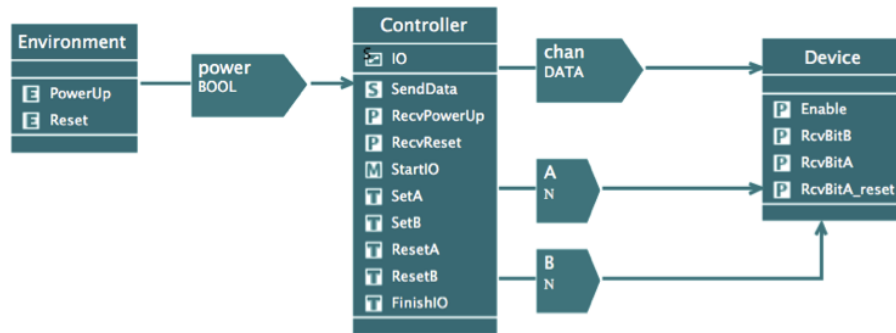 Environment
E PowerUp
E Reset
power
BOOL
Controller
S IO
S SendData
P RecvPowerUp
P RecvReset
M StartIO
T SetA
T SetB
T ResetA
T ResetB
T FinishIO
chan
DATA
A
N
B
N
Device
P Enable
P RcvBitB
P RcvBitA
P RcvBitA_reset